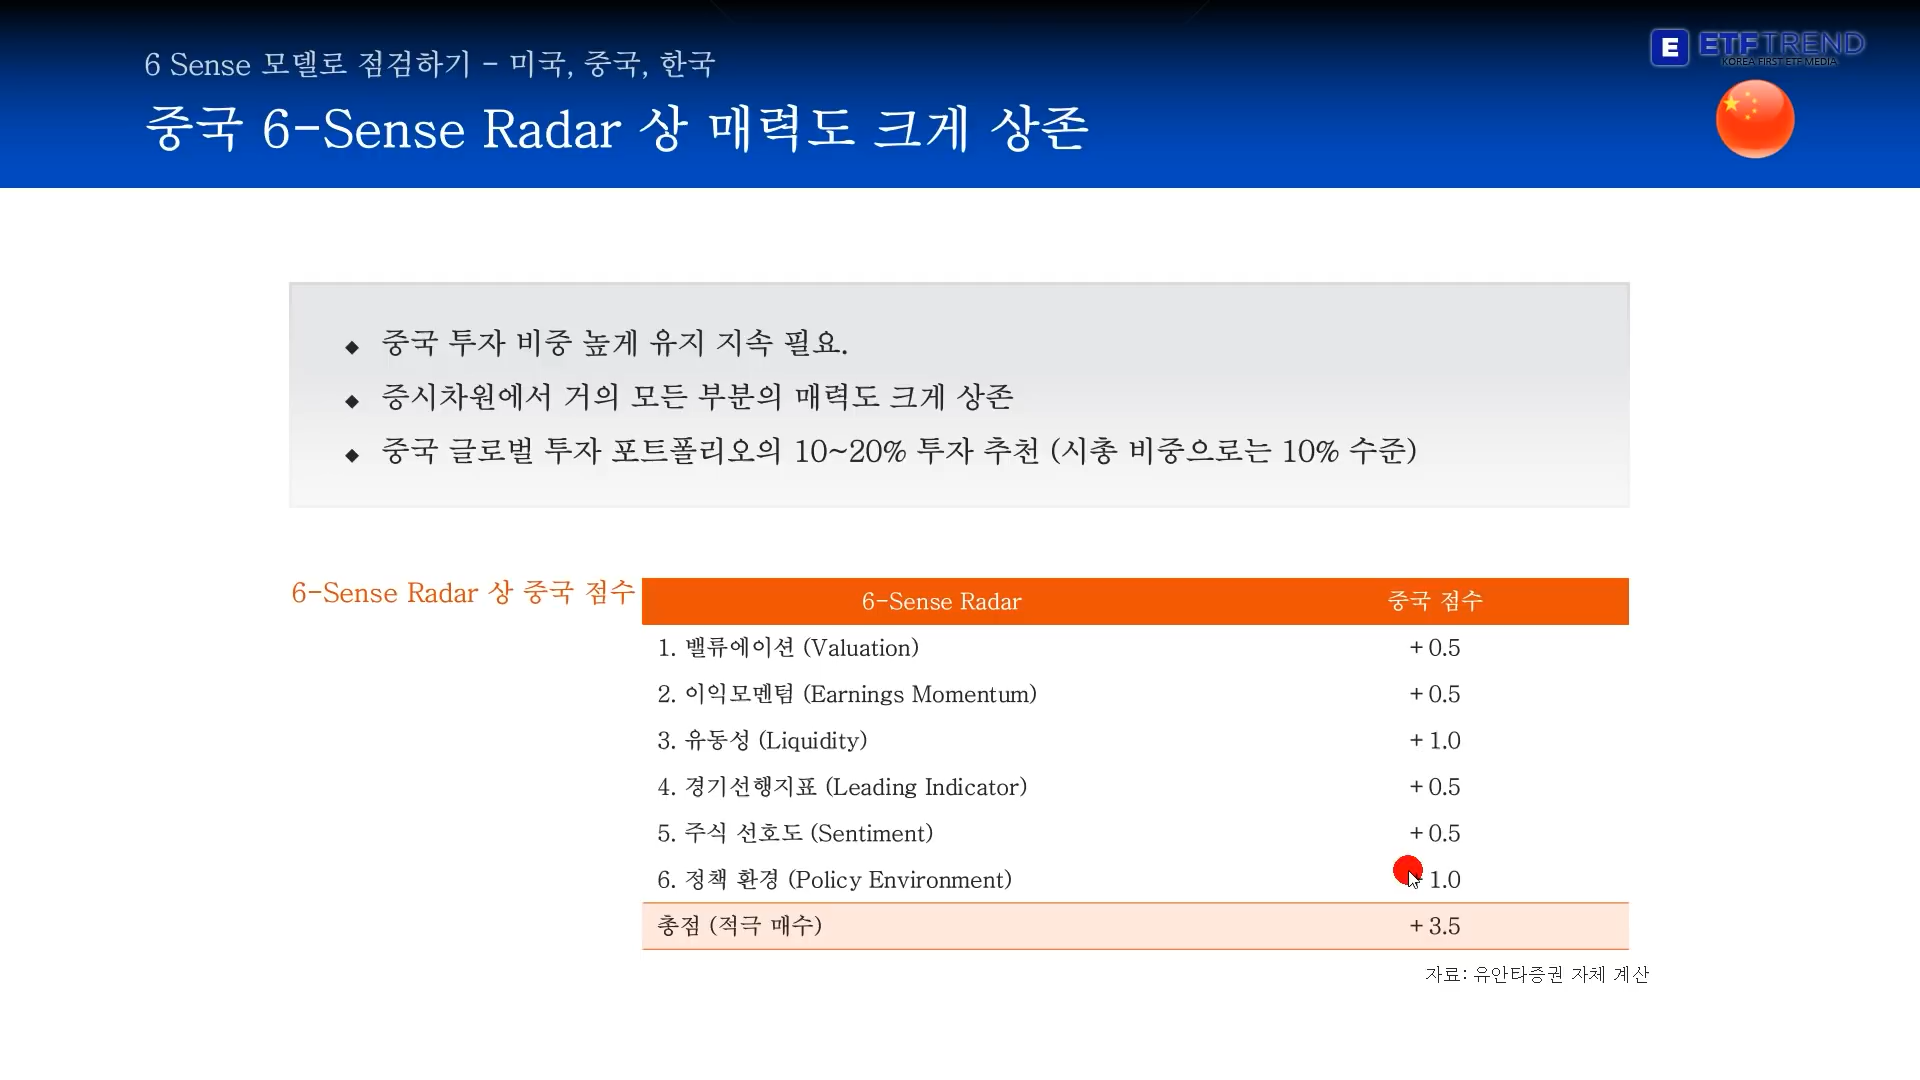 6 Sense 모델로 점검하기 - 미국, 중국, 한국
E ETFTREND
KOREA FIRST ETF MEDIA
중국 6-Sense Radar 상 매력도 크게 상존
◆ 중국 투자 비중 높게 유지 지속 필요.
◆ 증시차원에서 거의 모든 부분의 매력도 크게 상존
◆ 중국 글로벌 투자 포트폴리오의 10~20% 투자 추천 (시총 비중으로는 10% 수준)
6-Sense Radar 상 중국 점수
6-Sense Radar 중국 점수
1. 밸류에이션 (Valuation) + 0.5
2. 이익모멘텀 (Earnings Momentum) + 0.5
3. 유동성 (Liquidity) + 1.0
4. 경기선행지표 (Leading Indicator) + 0.5
5. 주식 선호도 (Sentiment) + 0.5
6. 정책 환경 (Policy Environment) 1.0
총점 (적극 매수) + 3.5
자료: 유안타증권 자체 계산